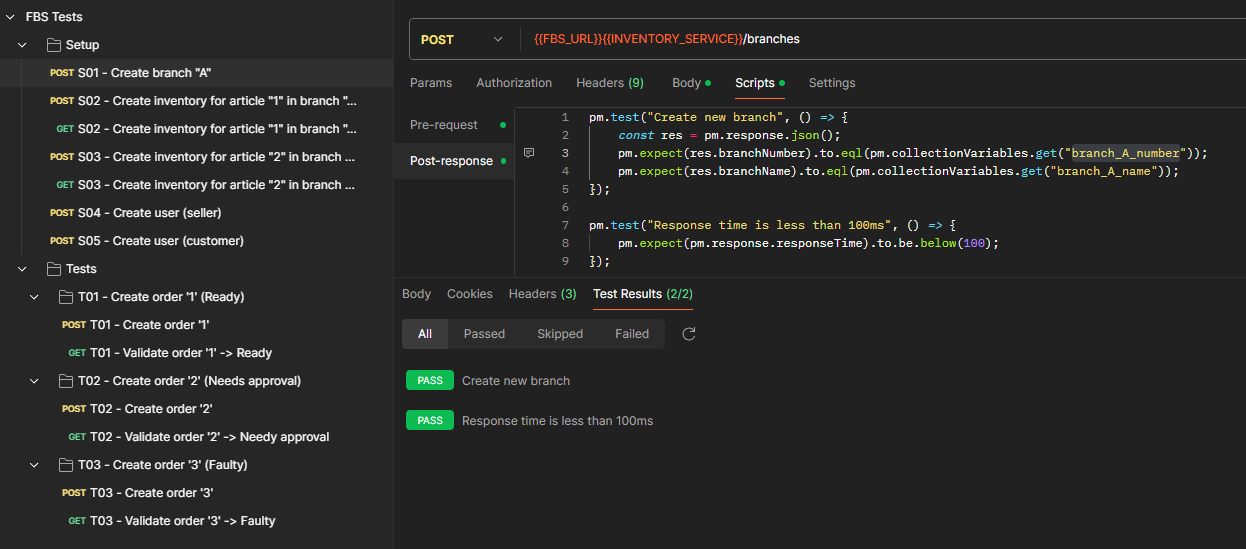 FBS Tests
Setup
POST S01 - Create branch "A"
POST S02 - Create inventory for article "1" in branch "...
GET S02 - Create inventory for article "1" in branch "...
POST S03 - Create inventory for article "2" in branch ...
GET S03 - Create inventory for article "2" in branch ...
POST S04 - Create user (seller)
POST S05 - Create user (customer)
Tests
T01 - Create order '1' (Ready)
POST T01 - Create order '1'
GET T01 - Validate order '1' -> Ready
T02 - Create order '2' (Needs approval)
POST T02 - Create order '2'
GET T02 - Validate order '2' -> Needy approval
T03 - Create order '3' (Faulty)
POST T03 - Create order '3'
GET T03 - Validate order '3' -> Faulty
POST {{FBS_URL}}{{INVENTORY_SERVICE}}/branches
Params Authorization Headers (9) Body Scripts Settings
Pre-request
Post-response
1 pm.test("Create new branch", () => {
2 const res = pm.response.json();
3 pm.expect(res.branchNumber).to.eql(pm.collectionVariables.get("branch_A_number"));
4 pm.expect(res.branchName).to.eql(pm.collectionVariables.get("branch_A_name"));
5 });
6
7 pm.test("Response time is less than 100ms", () => {
8 pm.expect(pm.response.responseTime).to.be.below(100);
9 });
Body Cookies Headers (3) Test Results (2/2)
All Passed Skipped Failed
PASS Create new branch
PASS Response time is less than 100ms